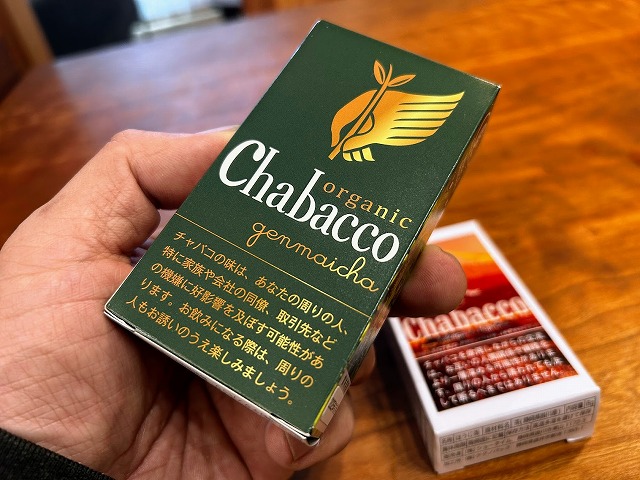 organic
Chabacco
genmaicha
チャバコの味は、あなたの周りの人、
特に家族や会社の同僚、取引先など
の機嫌に好影響を及ぼす可能性があ
ります。お飲みになる際は、周りの
人もお誘いのうえ楽しみましょう。
Chabacco